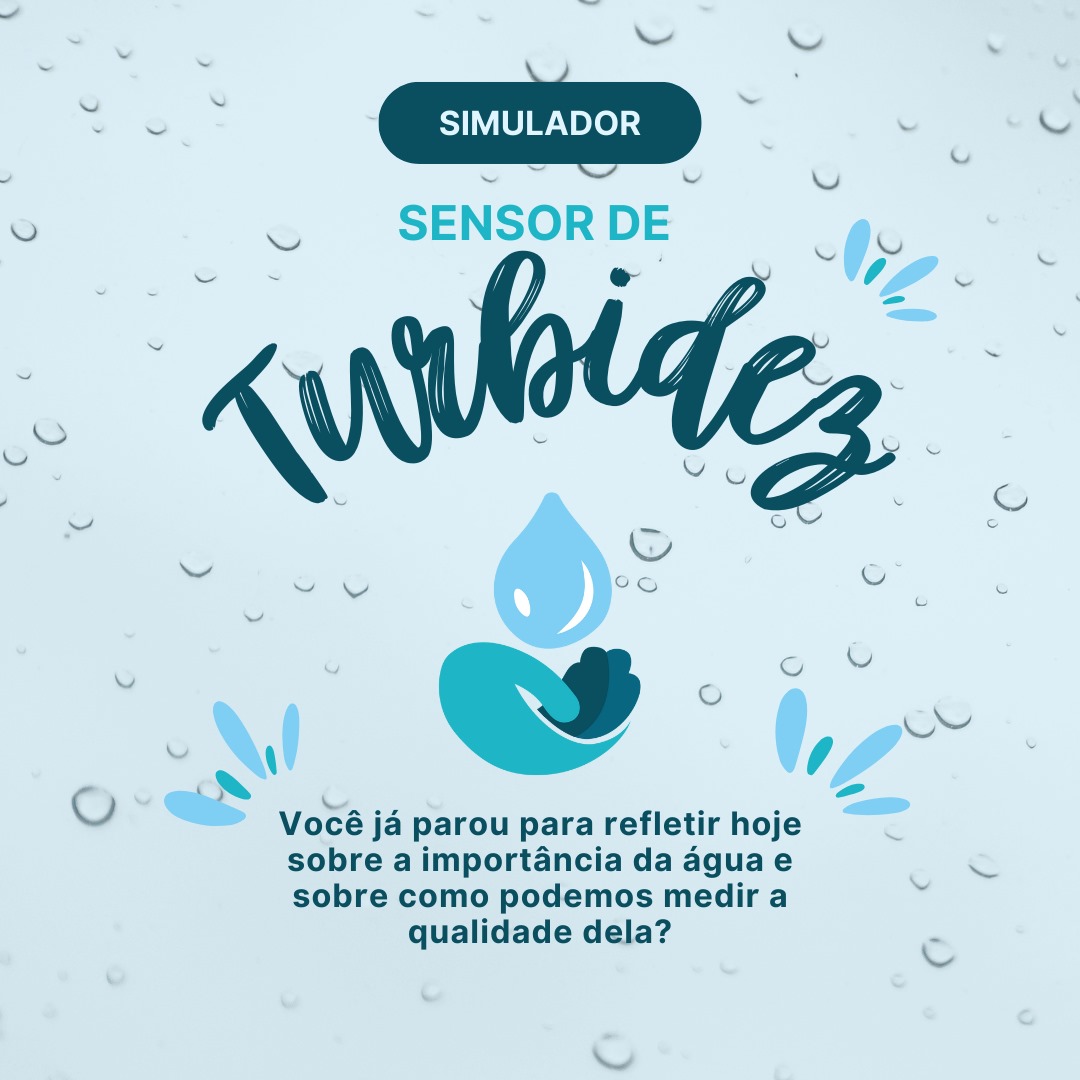 SIMULADOR
SENSOR DE
Turbidez
Você já parou para refletir hoje
sobre a importância da água e
sobre como podemos medir a
qualidade dela?